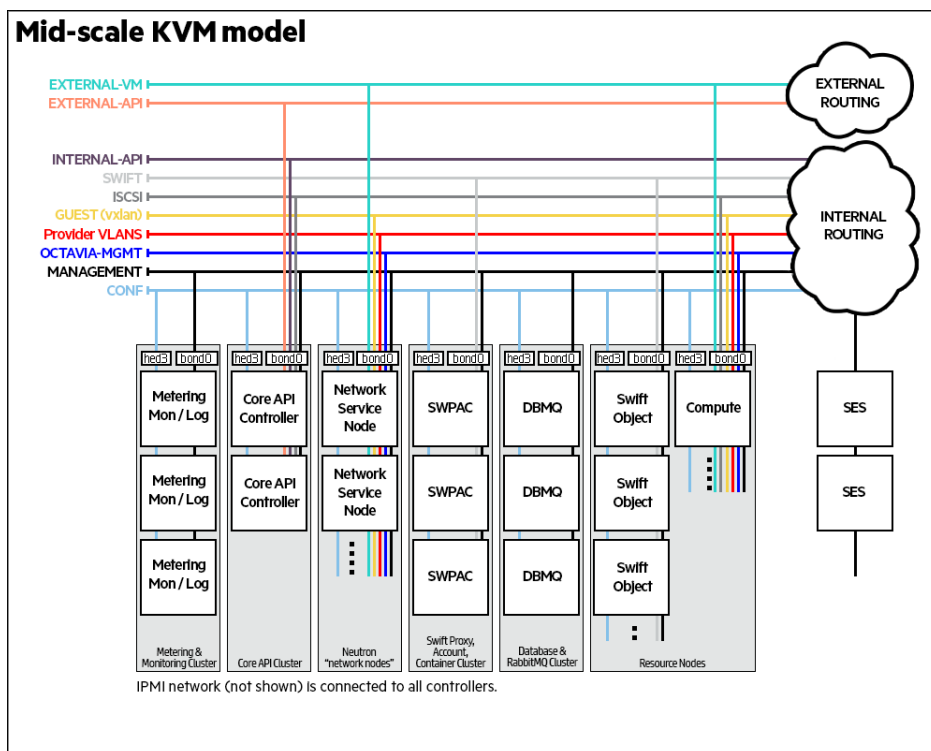 Mid-scale KVM model
EXTERNAL-VM
EXTERNAL-API
EXTERNAL
ROUTING
INTERNAL-API
SWIFT
ISCSI
GUEST (vxlan)
Provider VLANS
OCTAVIA-MGMT
MANAGEMENT
CONF
INTERNAL
ROUTING
hed3 bond0 hed3 bond0 hed3 bond0 hed3 bond0 hed3 bond0 hed3 bond0 hed3 bond0
Metering
Mon / Log
Metering
Mon / Log
Metering
Mon / Log
Metering &
Monitoring Cluster
Core API
Controller
Core API
Controller
Core API Cluster
Network
Service
Node
Network
Service
Node
Neutron
"network nodes"
SWPAC
SWPAC
SWPAC
Swift Proxy,
Account,
Container Cluster
DBMQ
DBMQ
DBMQ
Database &
RabbitMQ Cluster
Swift
Object
Swift
Object
Swift
Object
Compute
Resource Nodes
SES
SES
IPMI network (not shown) is connected to all controllers.